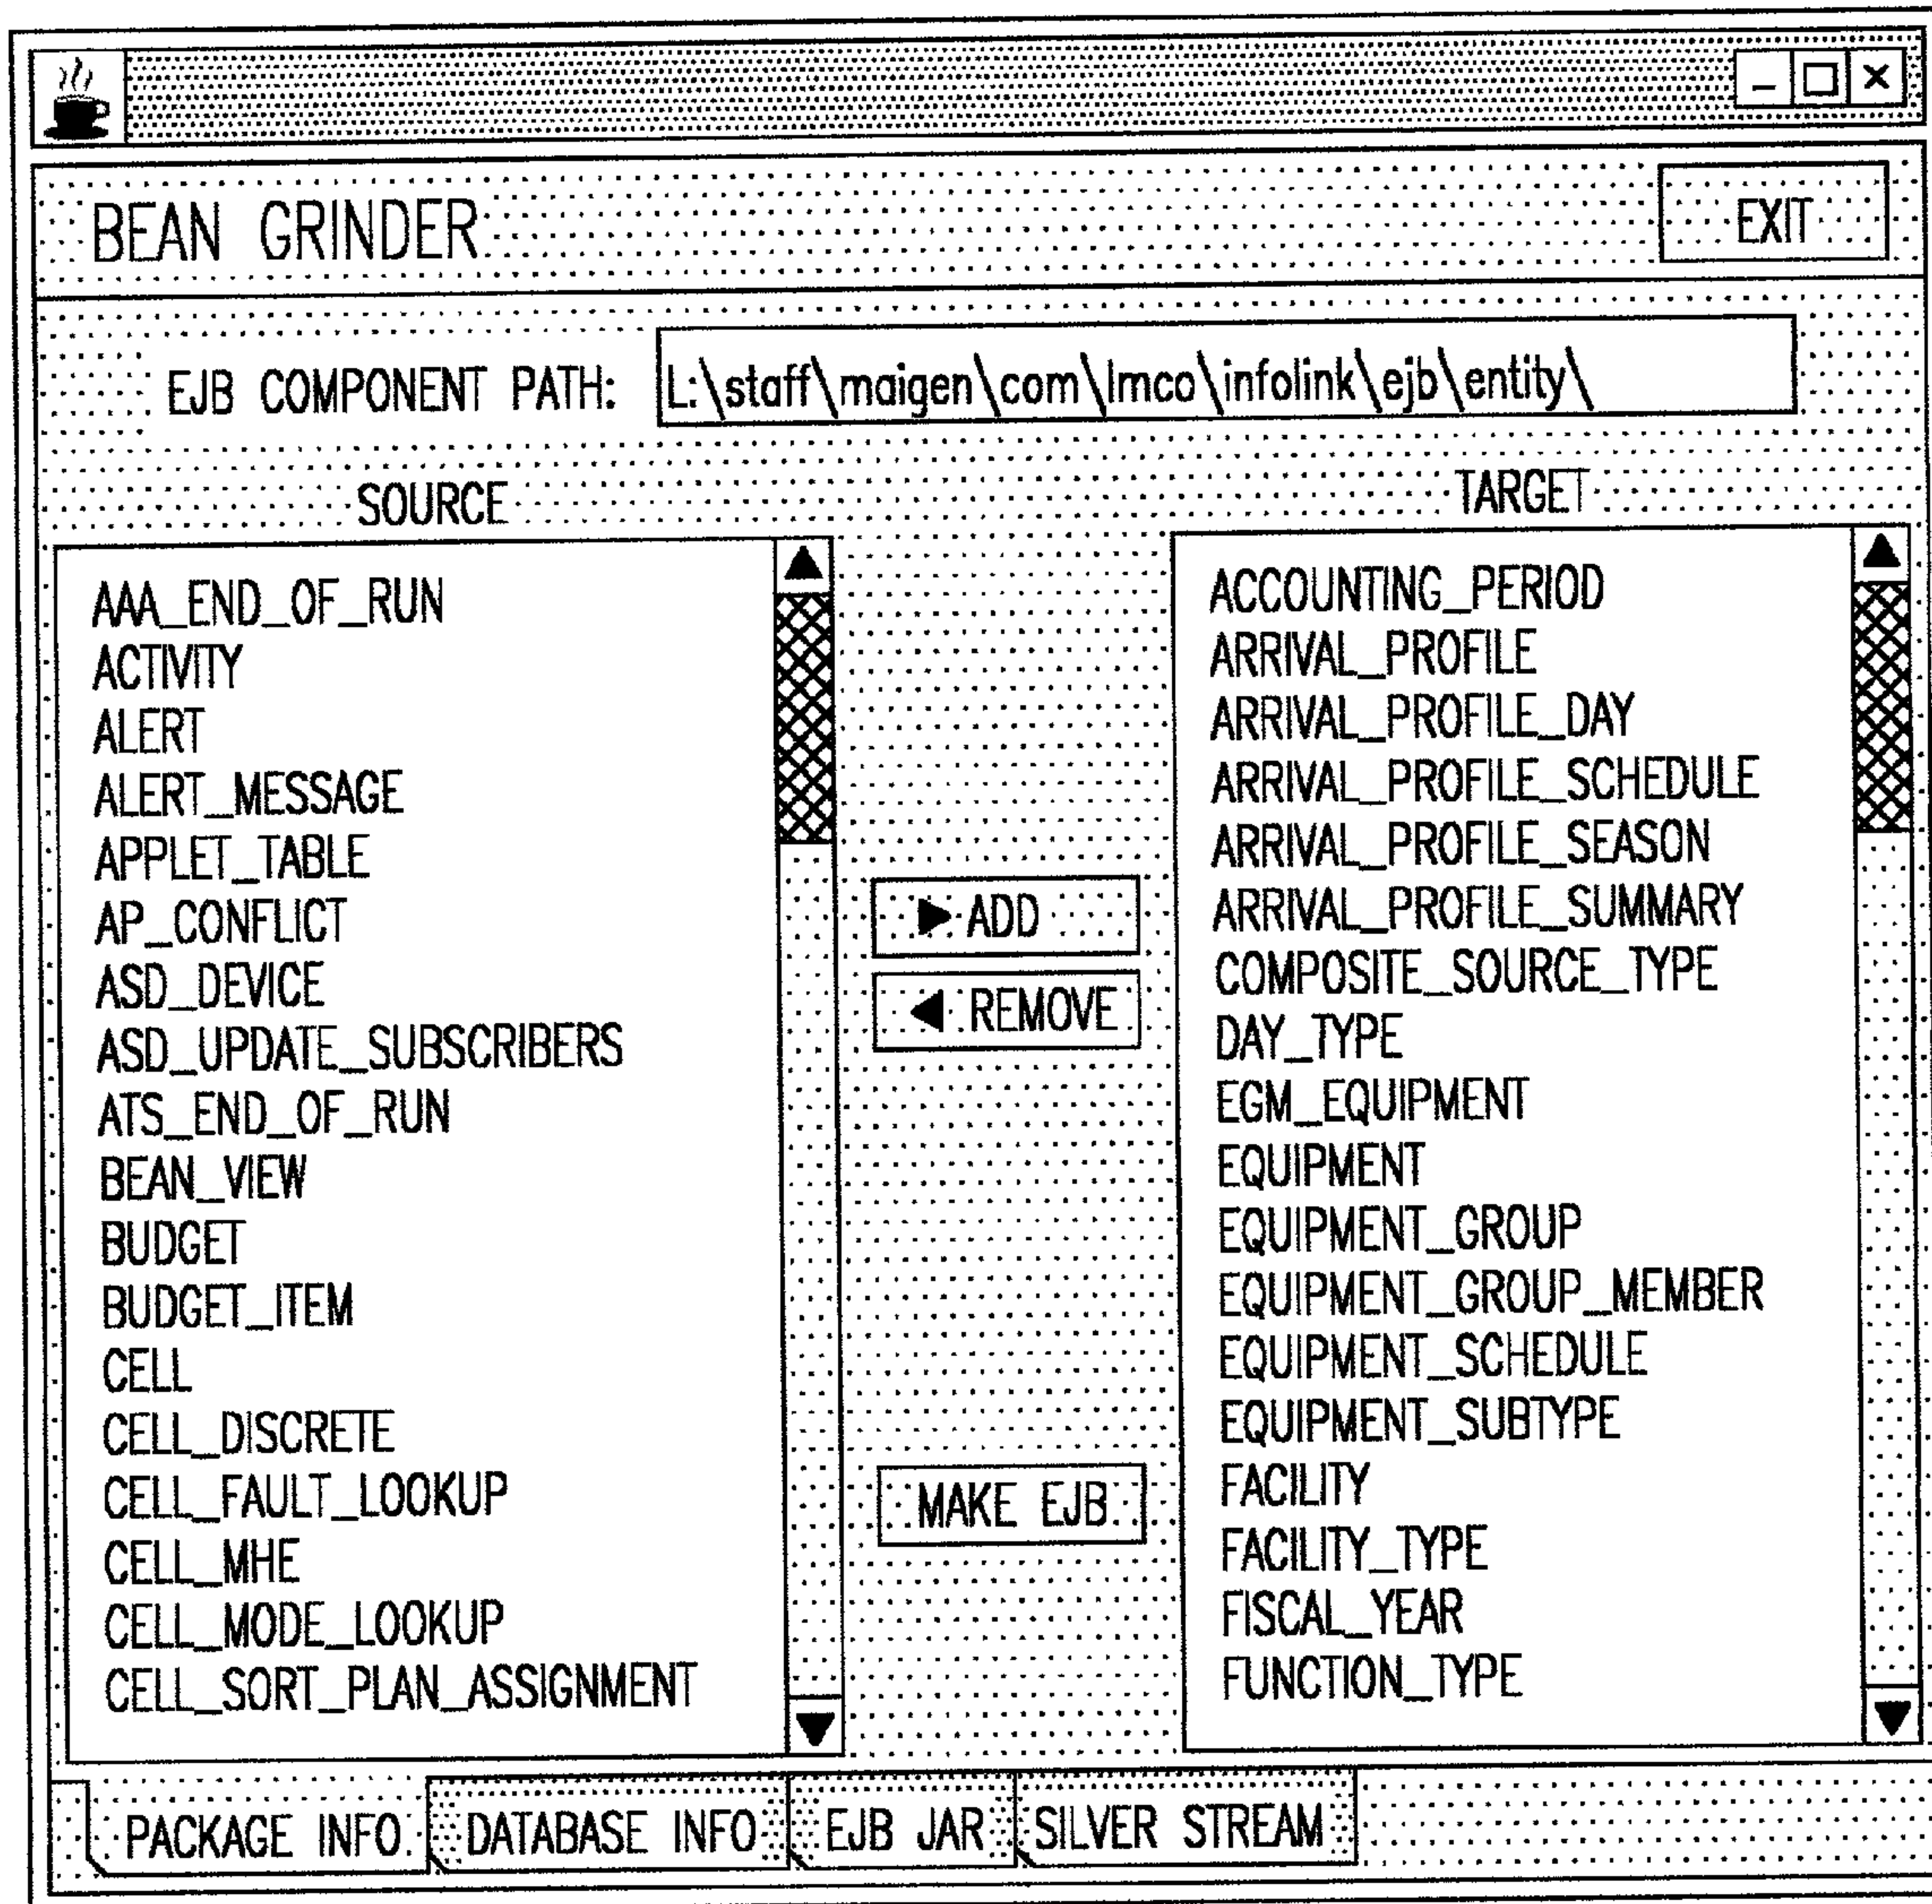 BEAN GRINDER
EXIT
EJB COMPONENT PATH: L:\staff\maigen\com\lmco\infolink\ejb\entity\
SOURCE
AAA_END_OF_RUN
ACTIVITY
ALERT
ALERT_MESSAGE
APPLET_TABLE
AP_CONFLICT
ASD_DEVICE
ASD_UPDATE_SUBSCRIBERS
ATS_END_OF_RUN
BEAN_VIEW
BUDGET
BUDGET_ITEM
CELL
CELL_DISCRETE
CELL_FAULT_LOOKUP
CELL_MHE
CELL_MODE_LOOKUP
CELL_SORT_PLAN_ASSIGNMENT
ADD
REMOVE
MAKE EJB
TARGET
ACCOUNTING_PERIOD
ARRIVAL_PROFILE
ARRIVAL_PROFILE_DAY
ARRIVAL_PROFILE_SCHEDULE
ARRIVAL_PROFILE_SEASON
ARRIVAL_PROFILE_SUMMARY
COMPOSITE_SOURCE_TYPE
DAY_TYPE
EGM_EQUIPMENT
EQUIPMENT
EQUIPMENT_GROUP
EQUIPMENT_GROUP_MEMBER
EQUIPMENT_SCHEDULE
EQUIPMENT_SUBTYPE
FACILITY
FACILITY_TYPE
FISCAL_YEAR
FUNCTION_TYPE
PACKAGE INFO DATABASE INFO EJB JAR SILVER STREAM